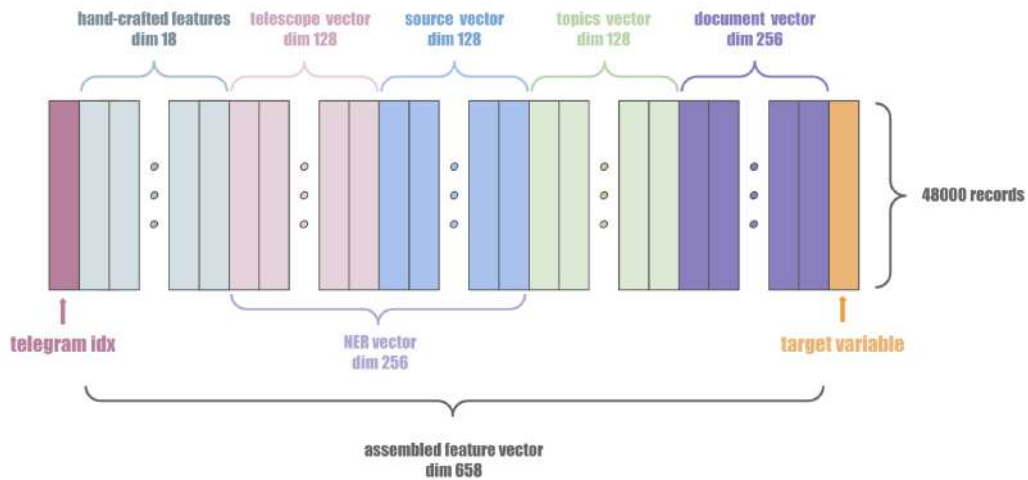 hand-crafted features
dim 18
telescope vector
dim 128
source vector
dim 128
topics vector
dim 128
document vector
dim 256
48000 records
telegram idx
NER vector
dim 256
target variable
assembled feature vector
dim 658